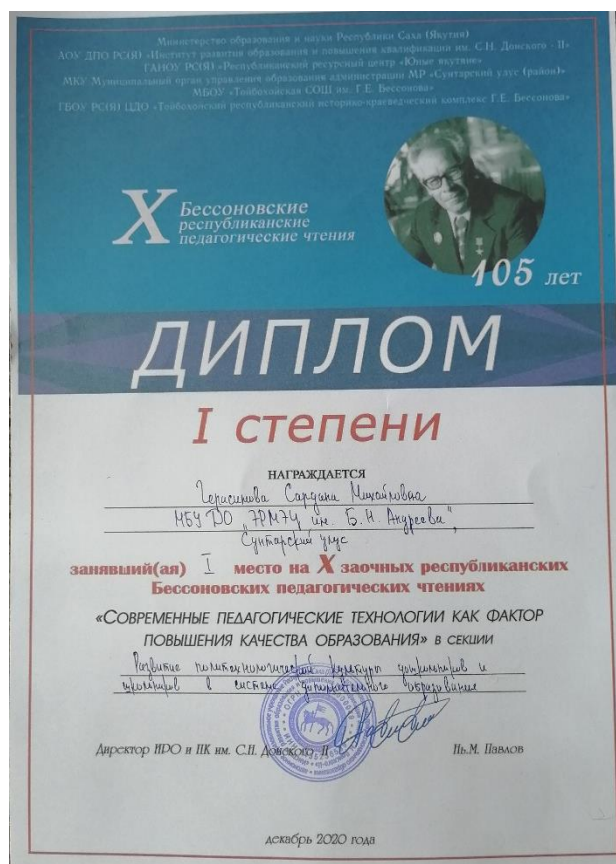 Министерство образования и науки Республики Саха (Якутия)
АОУ ДПО РС(Я) «Институт развития образования и повышения квалификации им. С.Н. Донского - II»
ГАНОУ РС(Я) «Республиканский ресурсный центр «Юные якутяне»
МКУ Муниципальный орган управления образования администрации МР «Сунтарский улус (район)»
МБОУ «Тойбохойская СОШ им. Г.Е. Бессонова»
ГБОУ РС(Я) ЦДО «Тойбохойский республиканский историко-краеведческий комплекс Г.Е. Бессонова»
X Бессоновские
республиканские
педагогические чтения
105 лет
ДИПЛОМ
I степени
НАГРАЖДАЕТСЯ
Герасимова Сардана Михайловна
МБУ ДО им. Б.Н. Андреева",
Сунтарский улус
занявший(ая) I место на X заочных республиканских
Бессоновских педагогических чтениях
«СОВРЕМЕННЫЕ ПЕДАГОГИЧЕСКИЕ ТЕХНОЛОГИИ КАК ФАКТОР
ПОВЫШЕНИЯ КАЧЕСТВА ОБРАЗОВАНИЯ» В СЕКЦИИ
Развитие политехнологической культуры дошкольников и
школьников в системе дополнительного образования
Директор ИРО и ПК им. С.Н. Донского - II
Нь.М. Павлов
декабрь 2020 года